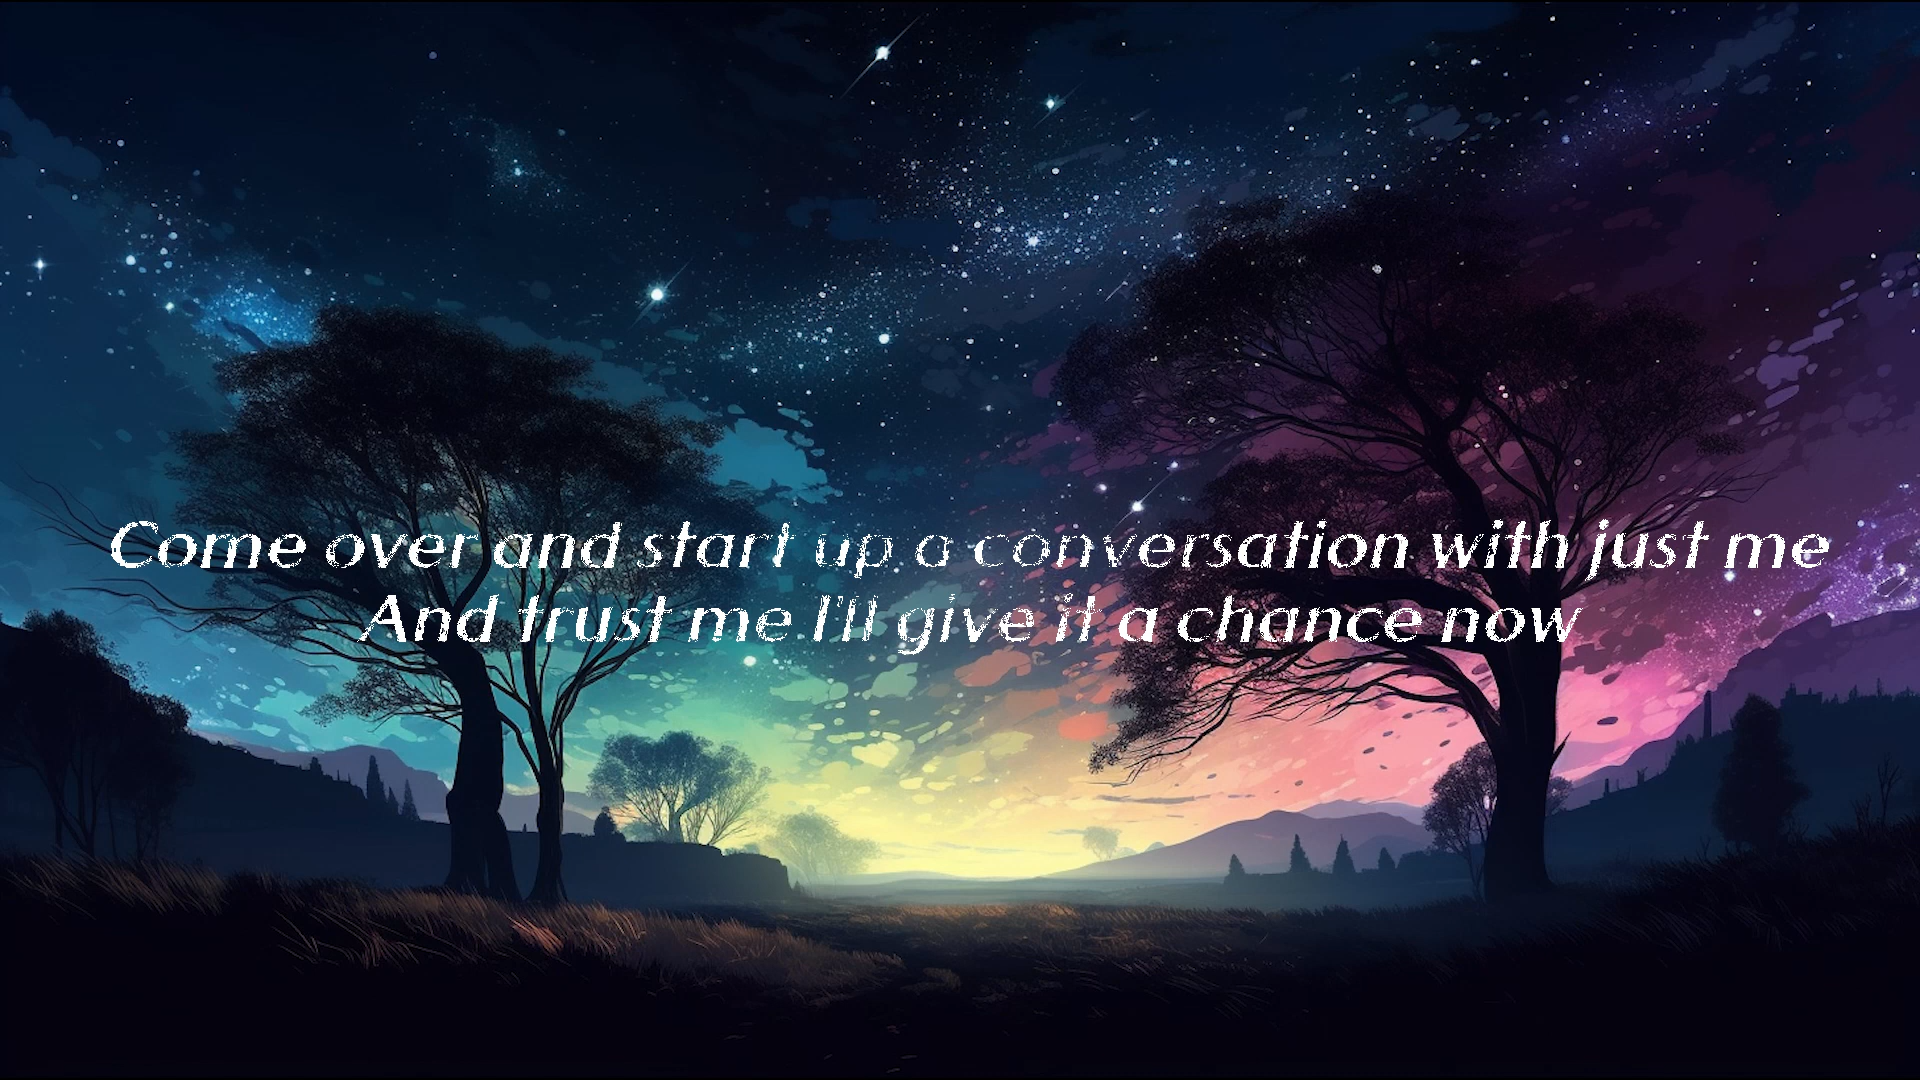 Come over and start up a conversation with just me
And trust me I'll give it a chance now